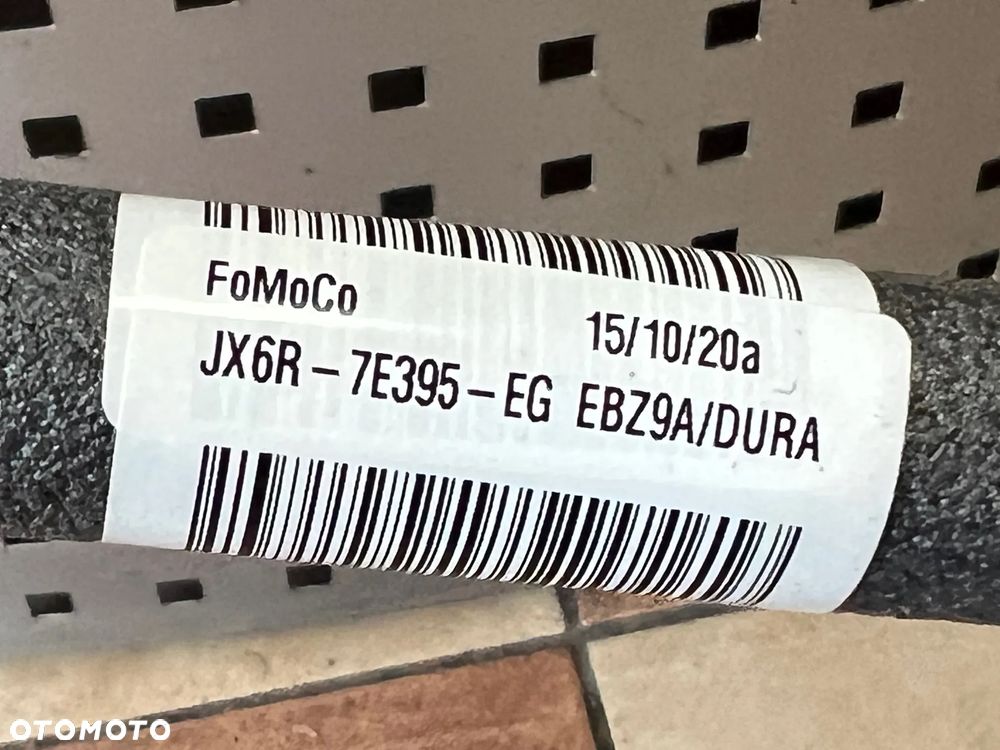 FoMoCo
15/10/20a
JX6R-7E395-EG EBZ9A/DURA
OTOMOTO